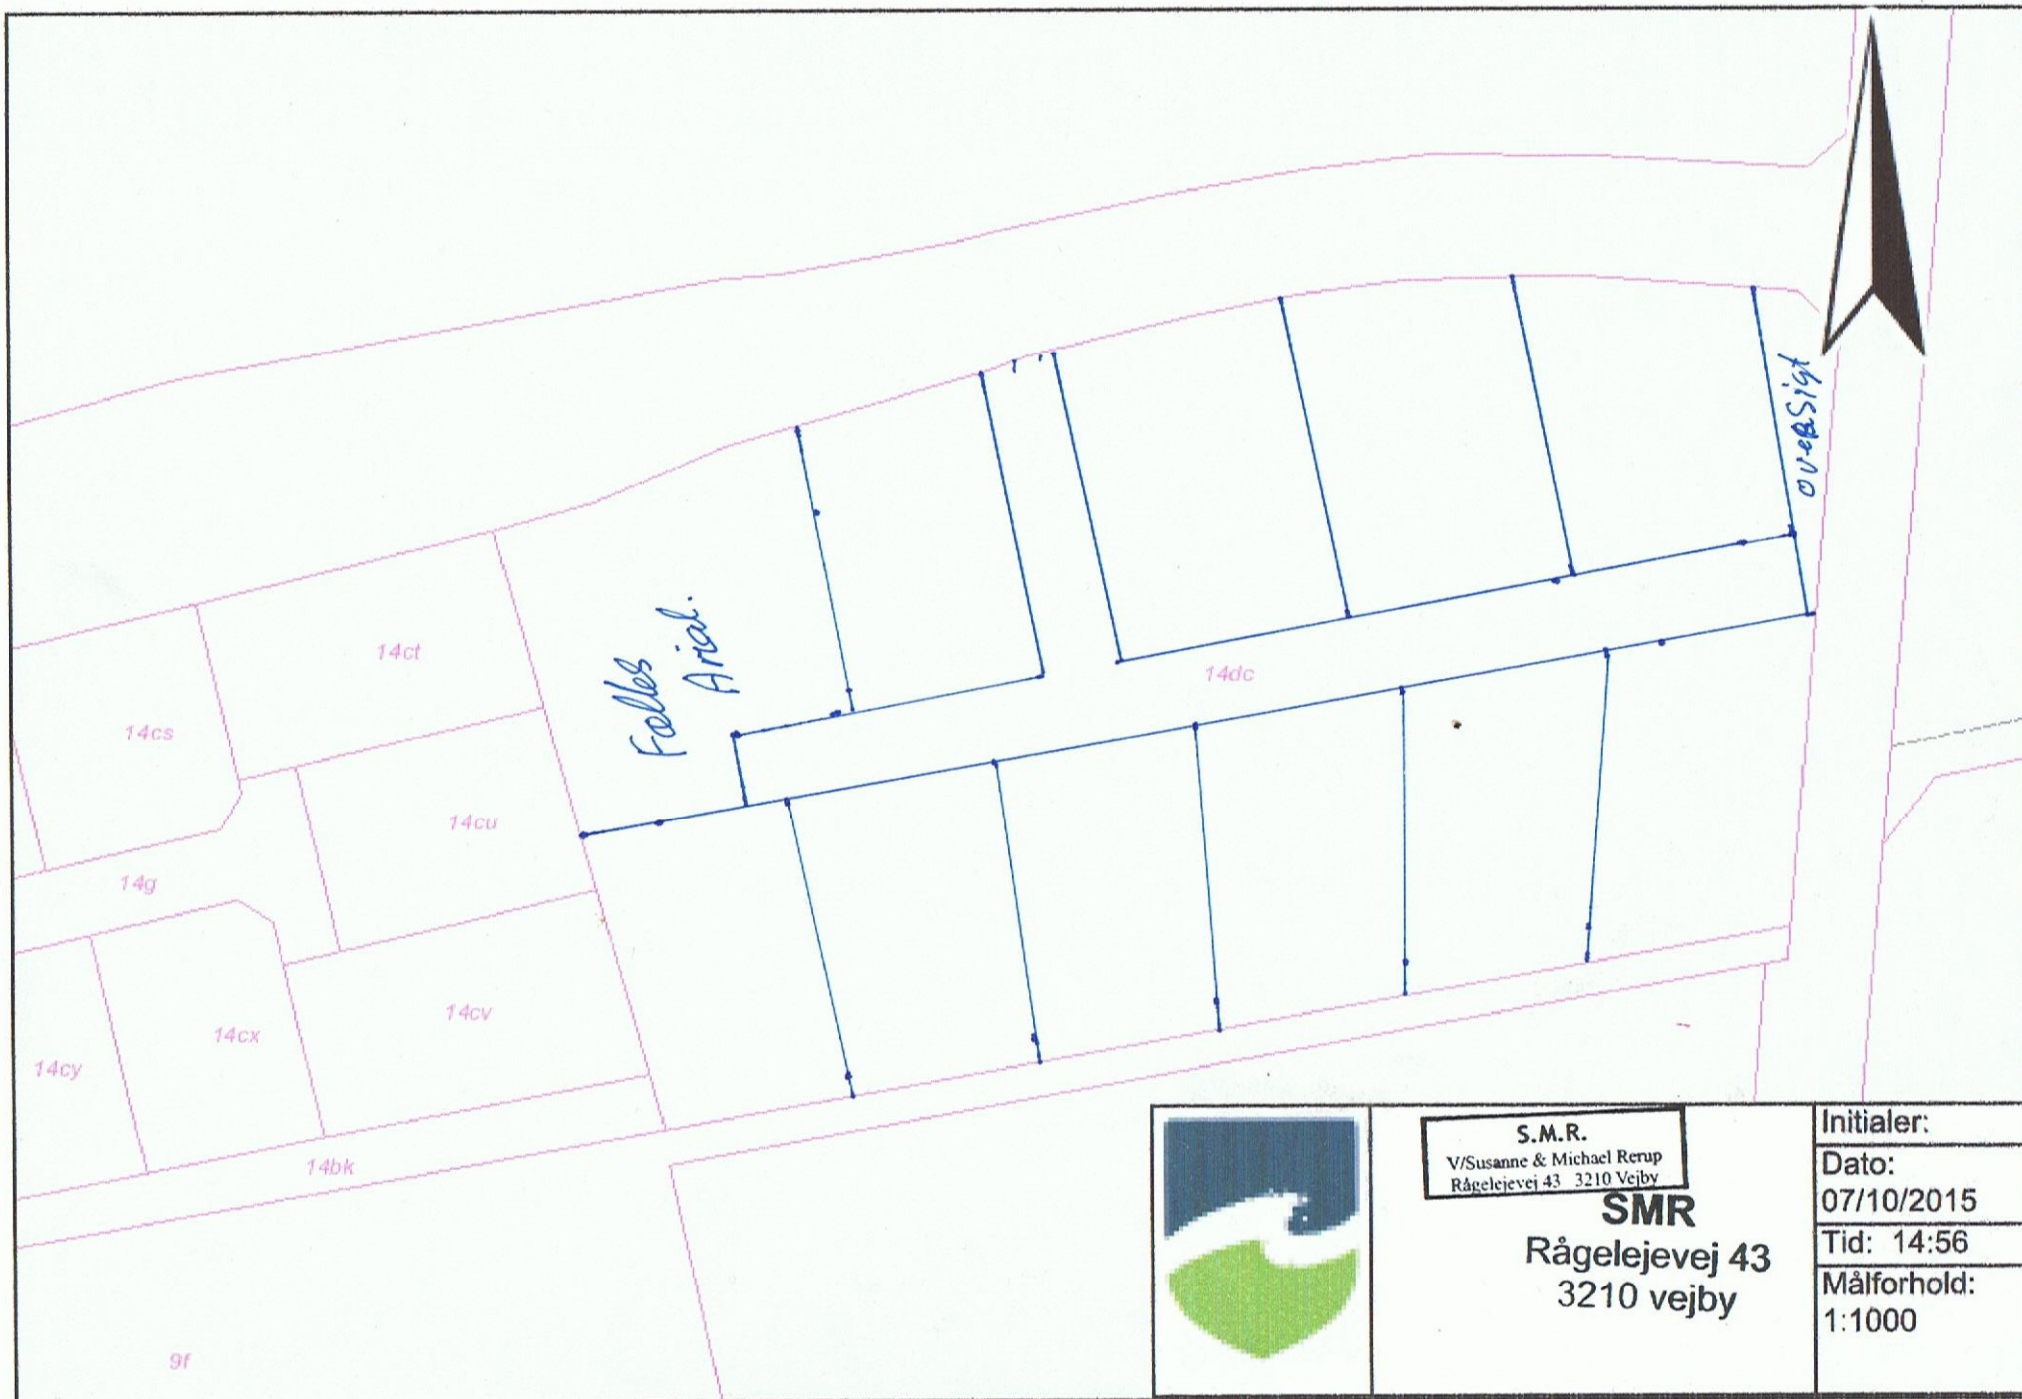 oveRSigt
Fælles
Arial.
14ct
14dc
14cs
14cu
14g
14cv
14cx
14cy
14bk
9f
S.M.R.
V/Susanne & Michael Rerup
Rågelejevej 43 3210 Vejby
SMR
Rågelejevej 43
3210 vejby
Initialer:
Dato:
07/10/2015
Tid: 14:56
Målforhold:
1:1000